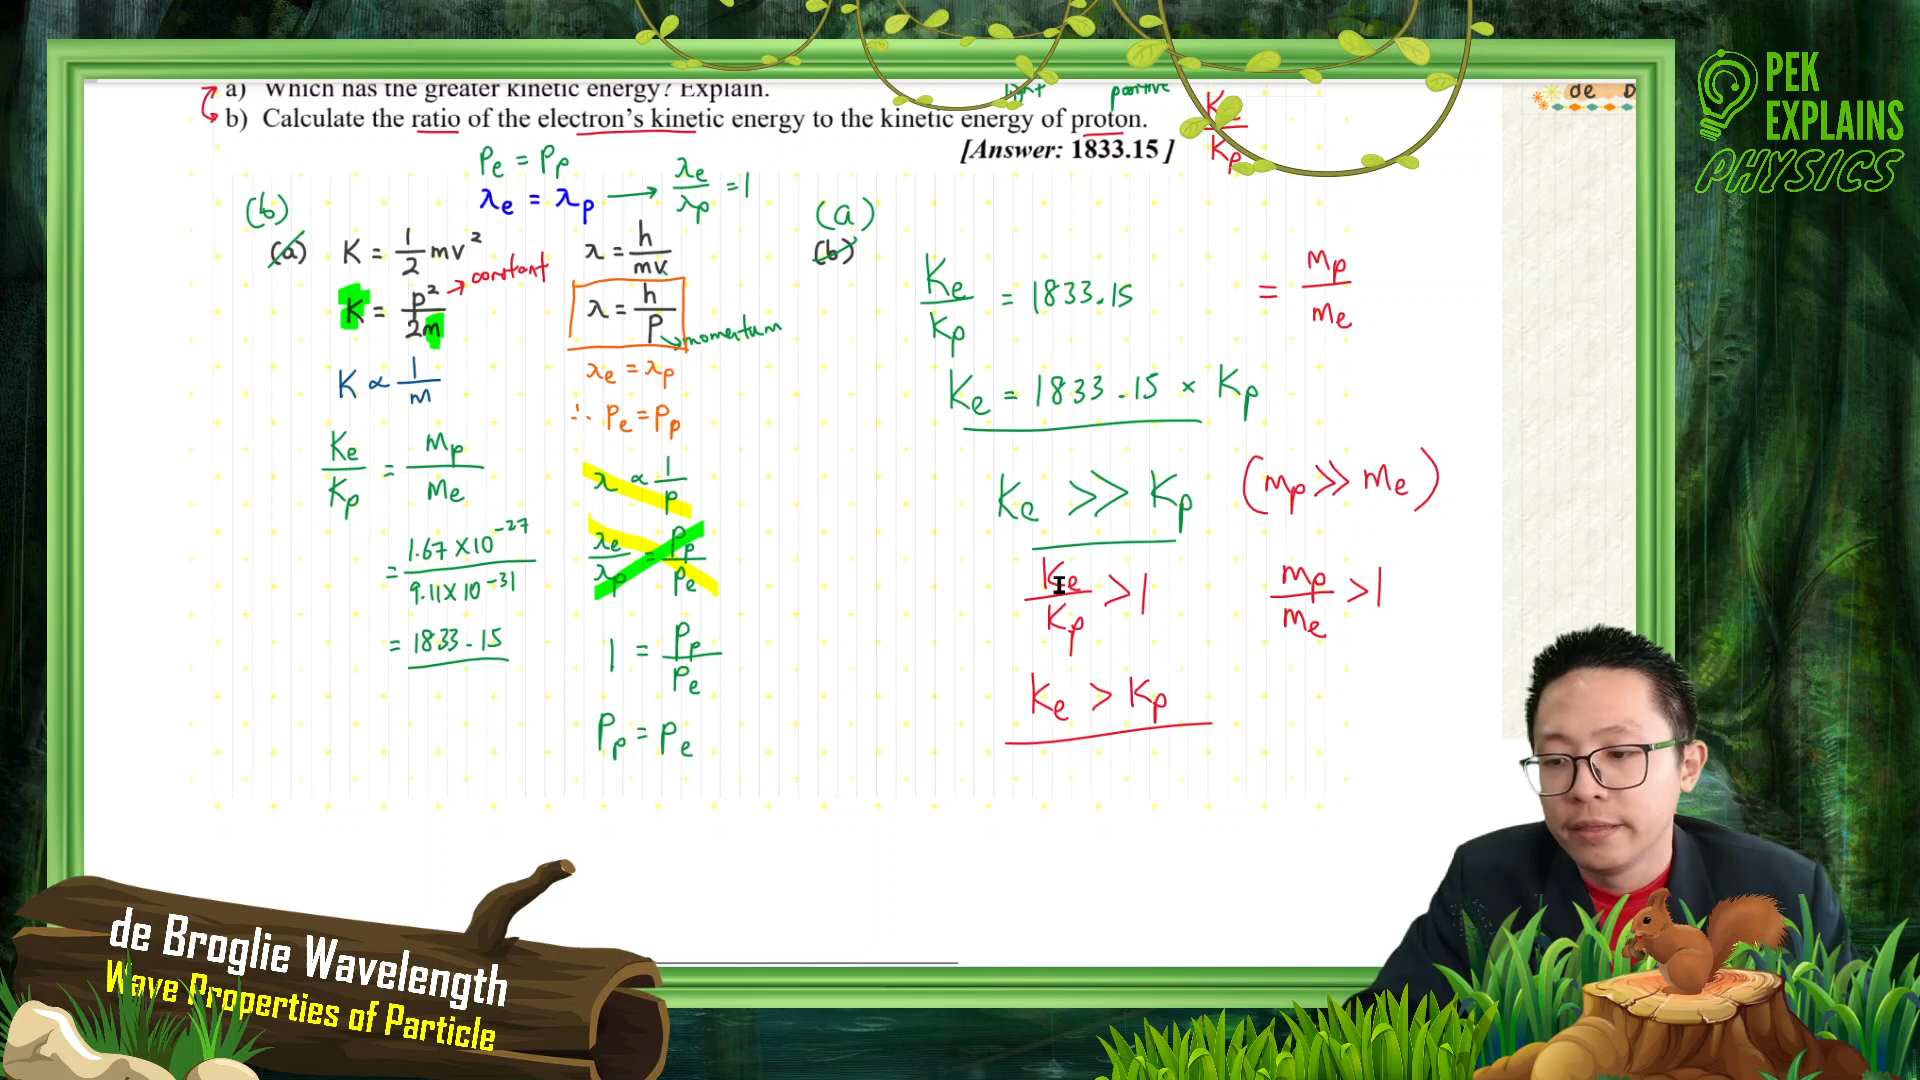 a) Which has the greater kinetic energy? Explain.
b) Calculate the ratio of the electron's kinetic energy to the kinetic energy of proton.
[Answer: 1833.15 ]
light
positive
Kp
de
PEK
EXPLAINS
PHYSICS
Pe = Pp
λe = λp → λe/λp = 1
(b)
(a) K = 1/2 mv²
K = p²/2m → constant
K ∝ 1/m
Ke/Kp = mp/me
= 1.67 × 10⁻²⁷ / 9.11 × 10⁻³¹
= 1833.15
λ = h/mv
λ = h/p → momentum
λe = λp
∴ Pe = Pp
λ ∝ 1/p
λe/λp = Pp/Pe
1 = Pp/Pe
Pp = Pe
(a)
(b)
Ke/Kp = 1833.15 = mp/me
Ke = 1833.15 × Kp
Ke >> Kp (mp >> me)
Ke/Kp > 1 mp/me > 1
Ke > Kp
de Broglie Wavelength
Wave Properties of Particle